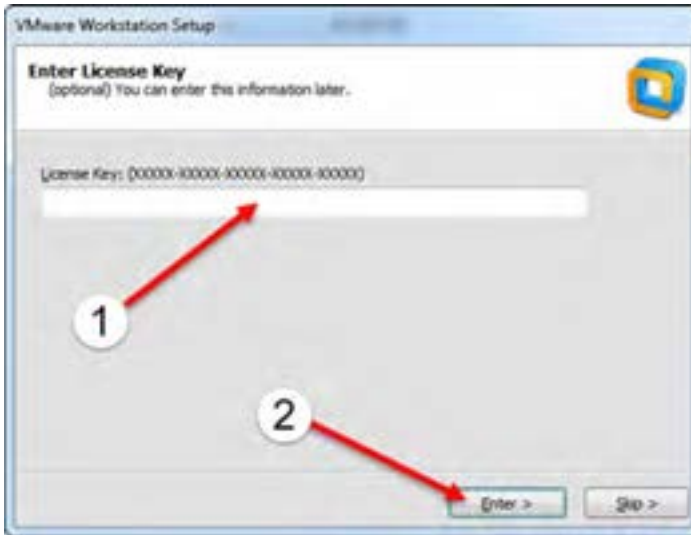 VMware Workstation Setup
Enter License Key
(optional) You can enter this information later.
License Key: (XXXXX-XXXXX-XXXXX-XXXXX-XXXXX)
1
2
Enter >
Skip >